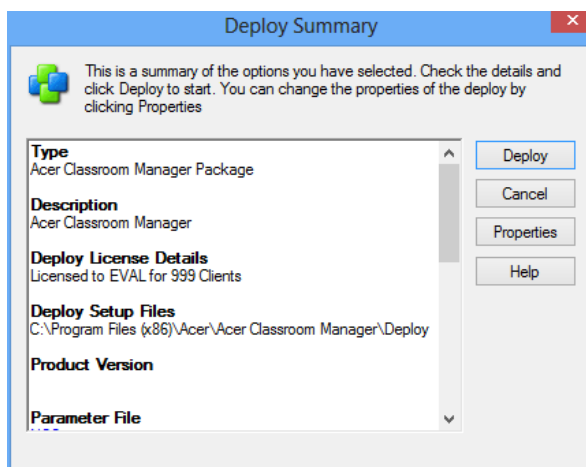 Deploy Summary
This is a summary of the options you have selected. Check the details and
click Deploy to start. You can change the properties of the deploy by
clicking Properties
Type
Acer Classroom Manager Package
Description
Acer Classroom Manager
Deploy License Details
Licensed to EVAL for 999 Clients
Deploy Setup Files
C:\Program Files (x86)\Acer\Acer Classroom Manager\Deploy
Product Version
Parameter File
Deploy
Cancel
Properties
Help